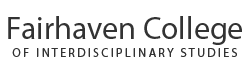 Fairhaven College
OF INTERDISCIPLINARY STUDIES